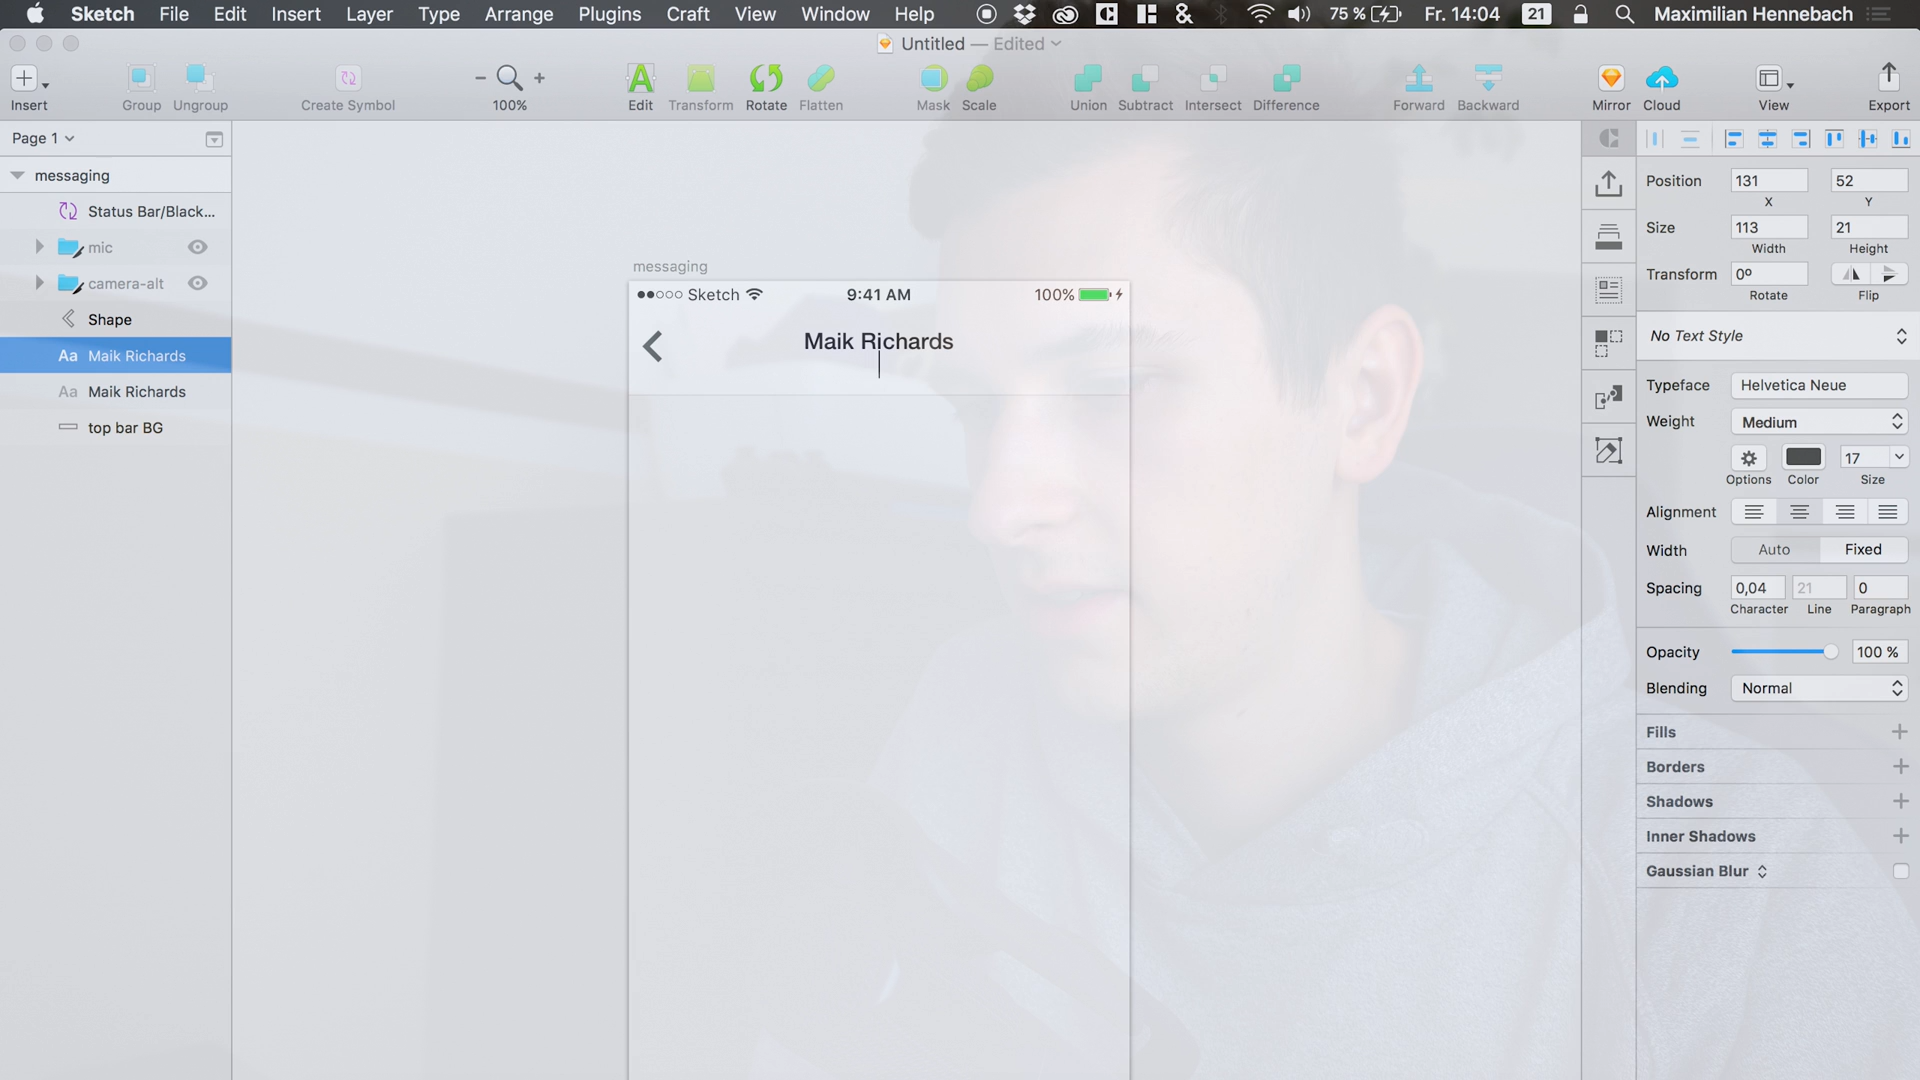 Sketch File Edit Insert Layer Type Arrange Plugins Craft View Window Help 75 % Fr. 14:04 21 Maximilian Hennebach
Untitled — Edited
Insert Group Ungroup Create Symbol 100% Edit Transform Rotate Flatten Mask Scale Union Subtract Intersect Difference Forward Backward Mirror Cloud View Export
Page 1
messaging
Status Bar/Black...
mic
camera-alt
Shape
Aa Maik Richards
Aa Maik Richards
top bar BG
messaging
Sketch 9:41 AM 100%
Maik Richards
Position 131 52
X Y
Size 113 21
Width Height
Transform 0º
Rotate Flip
No Text Style
Typeface Helvetica Neue
Weight Medium
17
Options Color Size
Alignment
Width Auto Fixed
Spacing 0,04 21 0
Character Line Paragraph
Opacity 100 %
Blending Normal
Fills
Borders
Shadows
Inner Shadows
Gaussian Blur